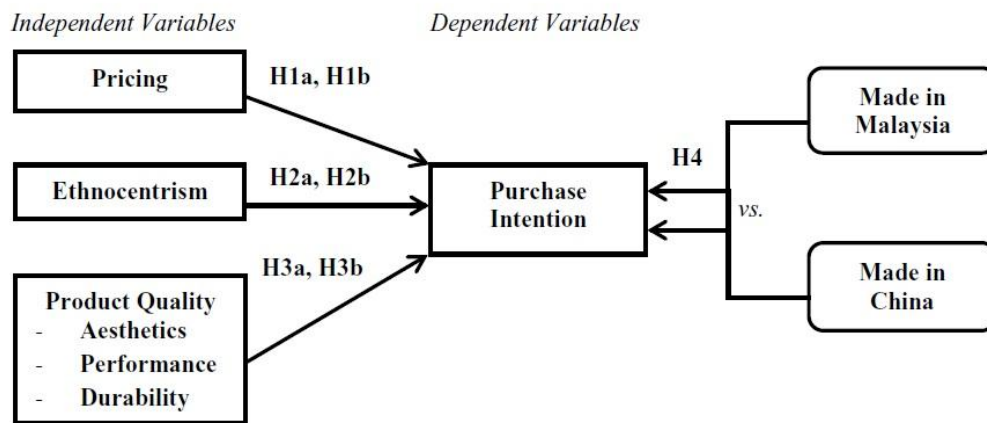 Independent Variables
Dependent Variables
Pricing
H1a, H1b
Made in
Malaysia
Ethnocentrism
H2a, H2b
Purchase
Intention
H4
vs.
H3a, H3b
Product Quality
- Aesthetics
- Performance
- Durability
Made in
China